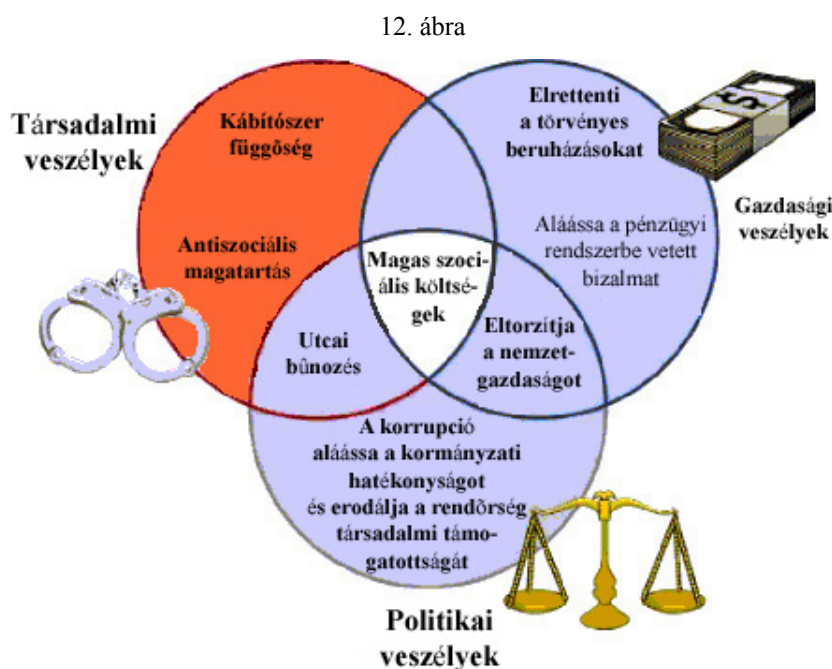 12. ábra
Társadalmi
veszélyek
Kábítószer
függõség
Antiszociális
magatartás
Elrettenti
a törvényes
beruházásokat
Gazdasági
veszélyek
Aláássa a pénzügyi
rendszerbe vetett
bizalmat
Magas szoci-
ális költsé-
gek
Utcai
bûnozés
Eltorzítja
a nemzet-
gazdaságot
A korrupció
aláássa a kormányzati
hatékonyságot
és erodálja a rendõrség
társadalmi támo-
gatottságát
Politikai
veszélyek
$